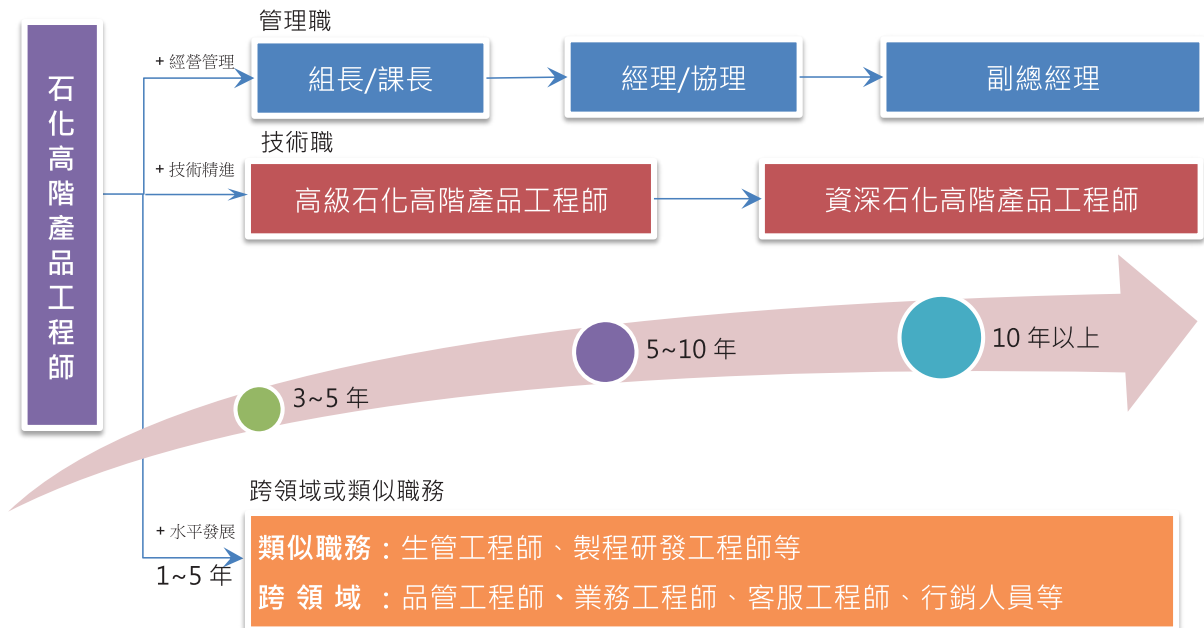 石化高階產品工程師
管理職
+ 經營管理
組長/課長
經理/協理
副總經理
技術職
+ 技術精進
高級石化高階產品工程師
資深石化高階產品工程師
3~5 年
5~10 年
10 年以上
跨領域或類似職務
+ 水平發展
1~5 年
類似職務：生管工程師、製程研發工程師等
跨 領 域 ：品管工程師、業務工程師、客服工程師、行銷人員等